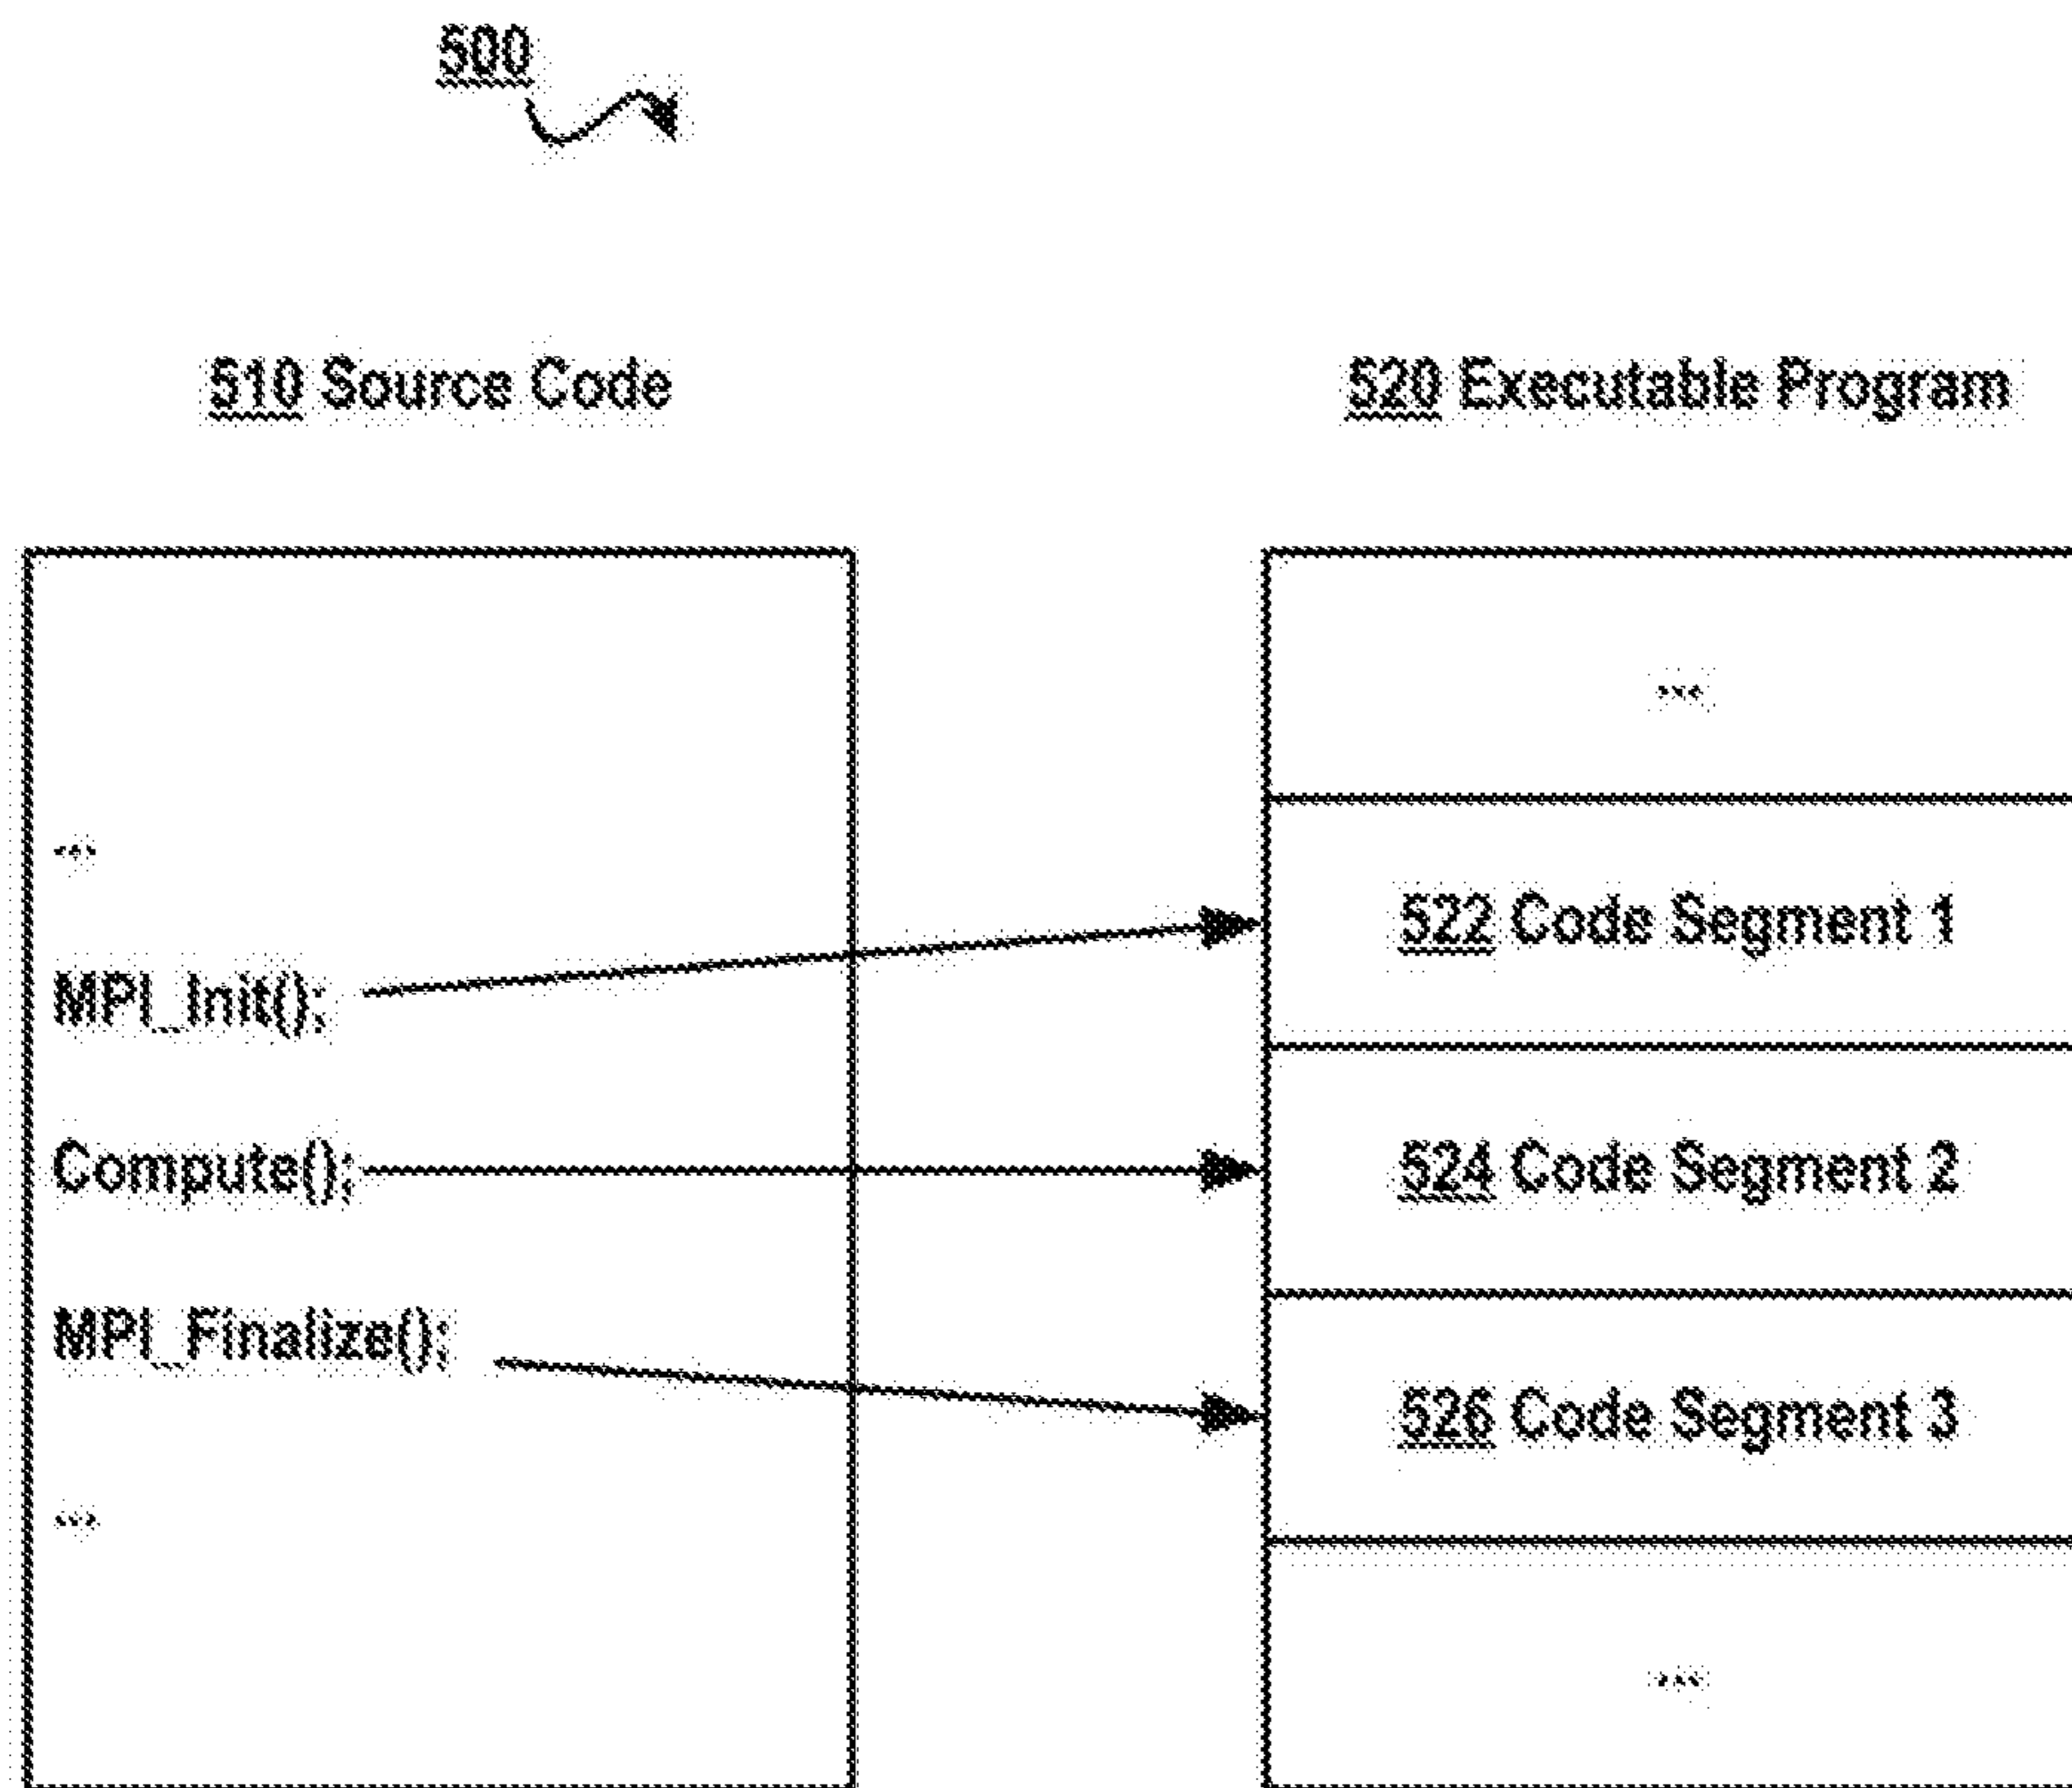 500
510 Source Code
520 Executable Program
...
MPI_Init();
Compute();
MPI_Finalize();
...
...
522 Code Segment 1
524 Code Segment 2
526 Code Segment 3
...